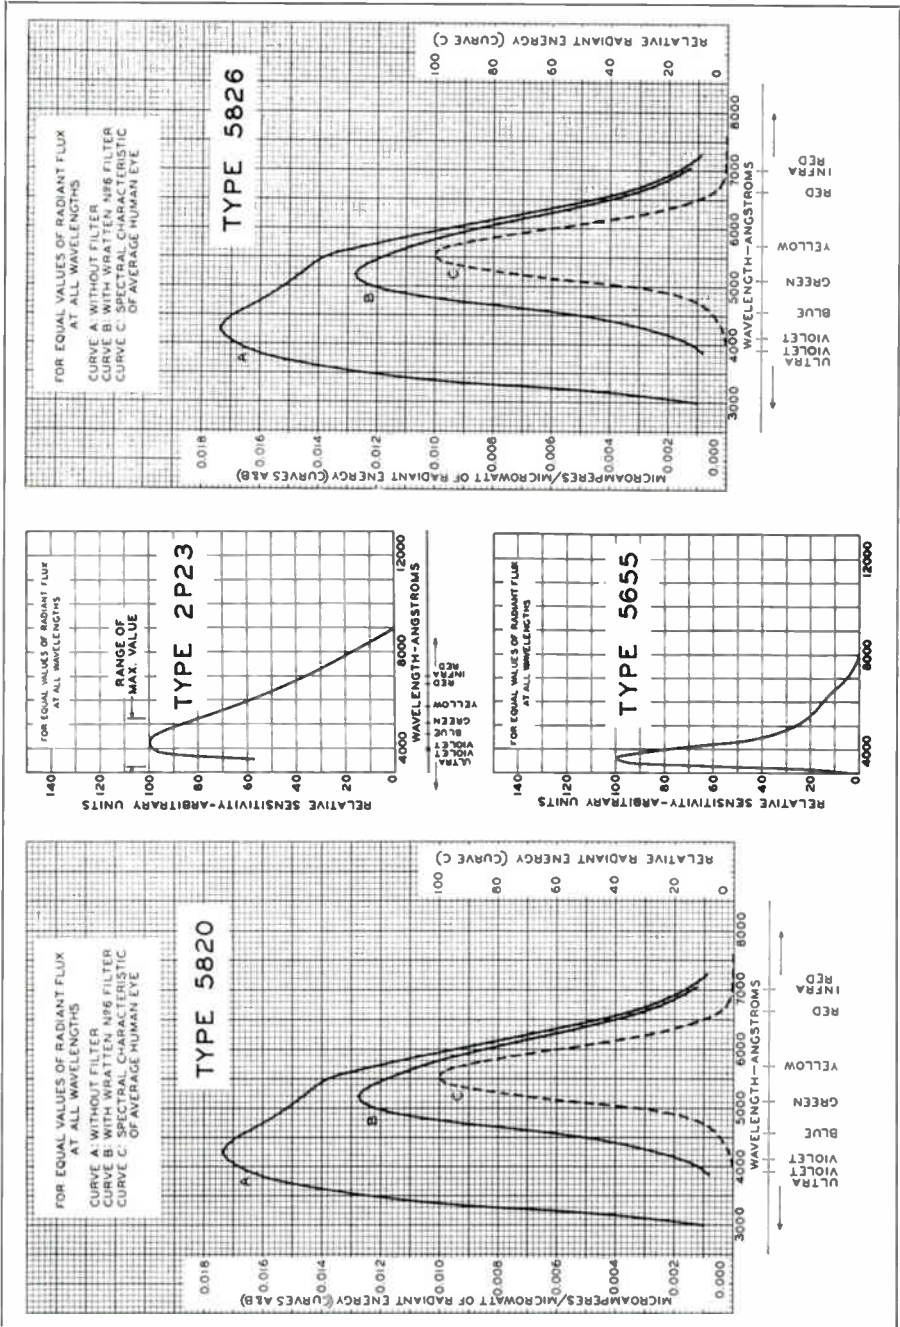 FOR EQUAL VALUES OF RADIANT FLUX
AT ALL WAVELENGTHS
CURVE A: WITHOUT FILTER
CURVE B: WITH WRATTEN Nº6 FILTER
CURVE C: SPECTRAL CHARACTERISTIC
OF AVERAGE HUMAN EYE
TYPE 5820
MICROAMPERES/MICROWATT OF RADIANT ENERGY (CURVES A&B)
0.018
0.016
0.014
0.012
0.010
0.008
0.006
0.004
0.002
0.000
A
B
C
RELATIVE RADIANT ENERGY (CURVE C)
100
80
60
40
20
0
3000
4000
5000
6000
7000
8000
WAVELENGTH—ANGSTROMS
ULTRA
VIOLET
VIOLET
BLUE
GREEN
YELLOW
RED
INFRA
RED
FOR EQUAL VALUES OF RADIANT FLUX
AT ALL WAVELENGTHS
RANGE OF
MAX. VALUE
TYPE 2P23
RELATIVE SENSITIVITY-ARBITRARY UNITS
100
80
60
40
20
0
4000
8000
12000
WAVELENGTH-ANGSTROMS
ULTRA
VIOLET
VIOLET
BLUE
GREEN
YELLOW
RED
INFRA
RED
FOR EQUAL VALUES OF RADIANT FLUX
AT ALL WAVELENGTHS
TYPE 5655
RELATIVE SENSITIVITY-ARBITRARY UNITS
100
80
60
40
20
0
4000
8000
12000
FOR EQUAL VALUES OF RADIANT FLUX
AT ALL WAVELENGTHS
CURVE A: WITHOUT FILTER
CURVE B: WITH WRATTEN Nº6 FILTER
CURVE C: SPECTRAL CHARACTERISTIC
OF AVERAGE HUMAN EYE
TYPE 5826
MICROAMPERES/MICROWATT OF RADIANT ENERGY (CURVES A&B)
0.018
0.016
0.014
0.012
0.010
0.008
0.006
0.004
0.002
0.000
A
B
C
RELATIVE RADIANT ENERGY (CURVE C)
100
80
60
40
20
0
3000
4000
5000
6000
7000
8000
WAVELENGTH—ANGSTROMS
ULTRA
VIOLET
VIOLET
BLUE
GREEN
YELLOW
RED
INFRA
RED